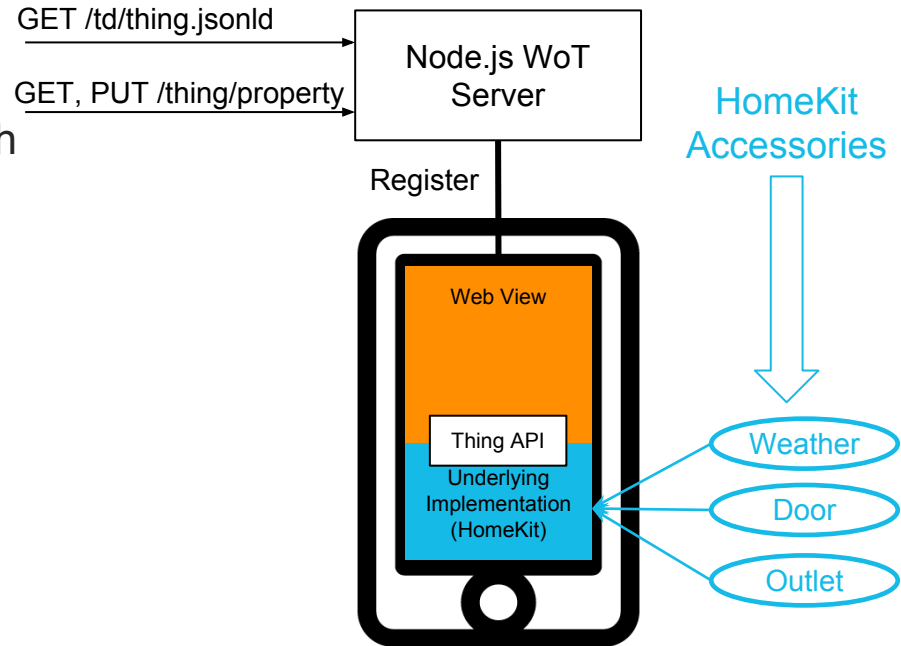 GET /td/thing.jsonld
GET, PUT /thing/property
h
Node.js WoT
Server
HomeKit
Accessories
Register
Web View
Thing API
Underlying
Implementation
(HomeKit)
Weather
Door
Outlet